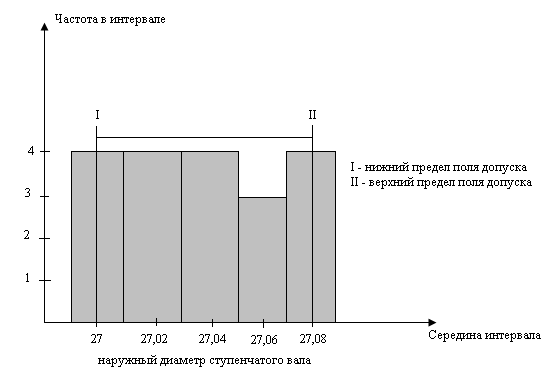 Частота в интервале
I
II
4
3
2
1
I - нижний предел поля допуска
II - верхний предел поля допуска
27
27,02
27,04
27,06
27,08
Середина интервала
наружный диаметр ступенчатого вала